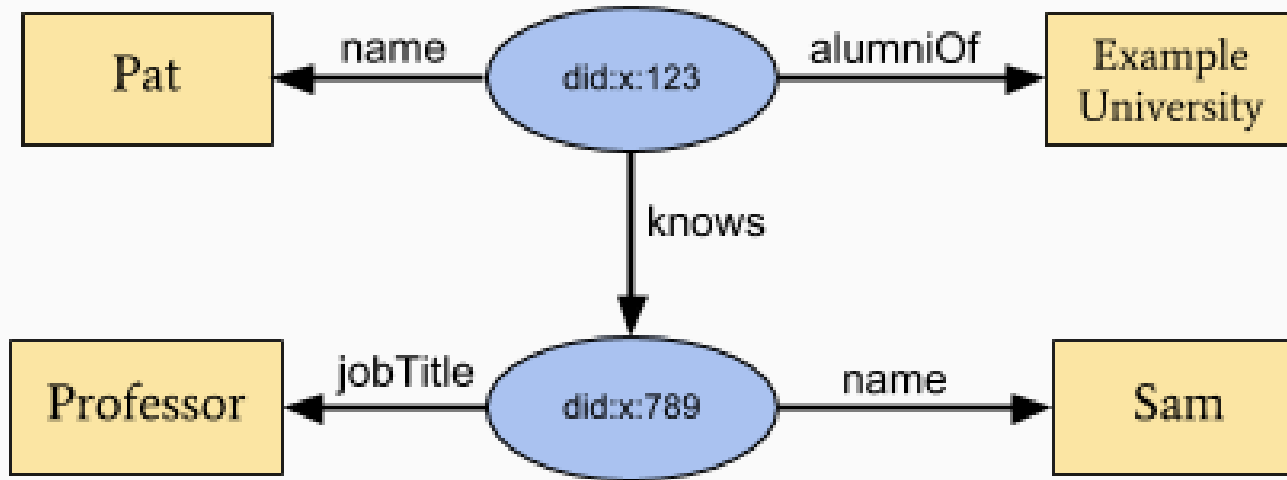 name
alumniOf
Pat
did:x:123
Example
University
knows
jobTitle
name
Professor
did:x:789
Sam